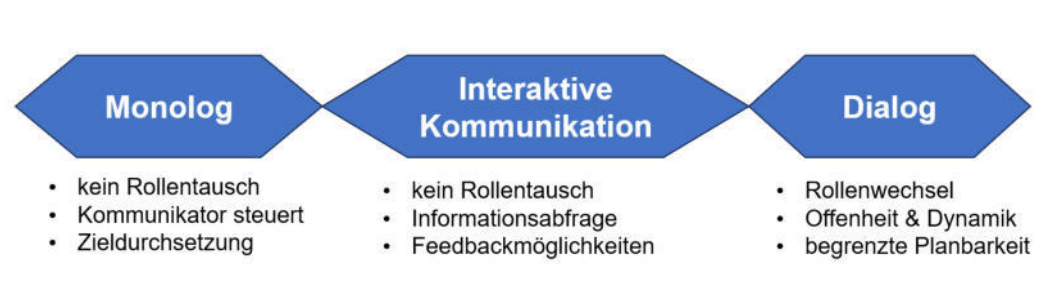 Monolog
• kein Rollentausch
• Kommunikator steuert
• Zieldurchsetzung
Interaktive
Kommunikation
• kein Rollentausch
• Informationsabfrage
• Feedbackmöglichkeiten
Dialog
• Rollenwechsel
• Offenheit & Dynamik
• begrenzte Planbarkeit